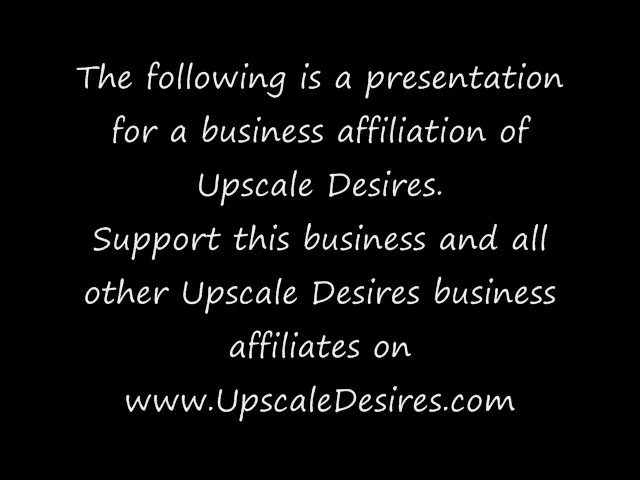 The following is a presentation
for a business affiliation of
Upscale Desires.
Support this business and all
other Upscale Desires business
affiliates on
www.UpscaleDesires.com